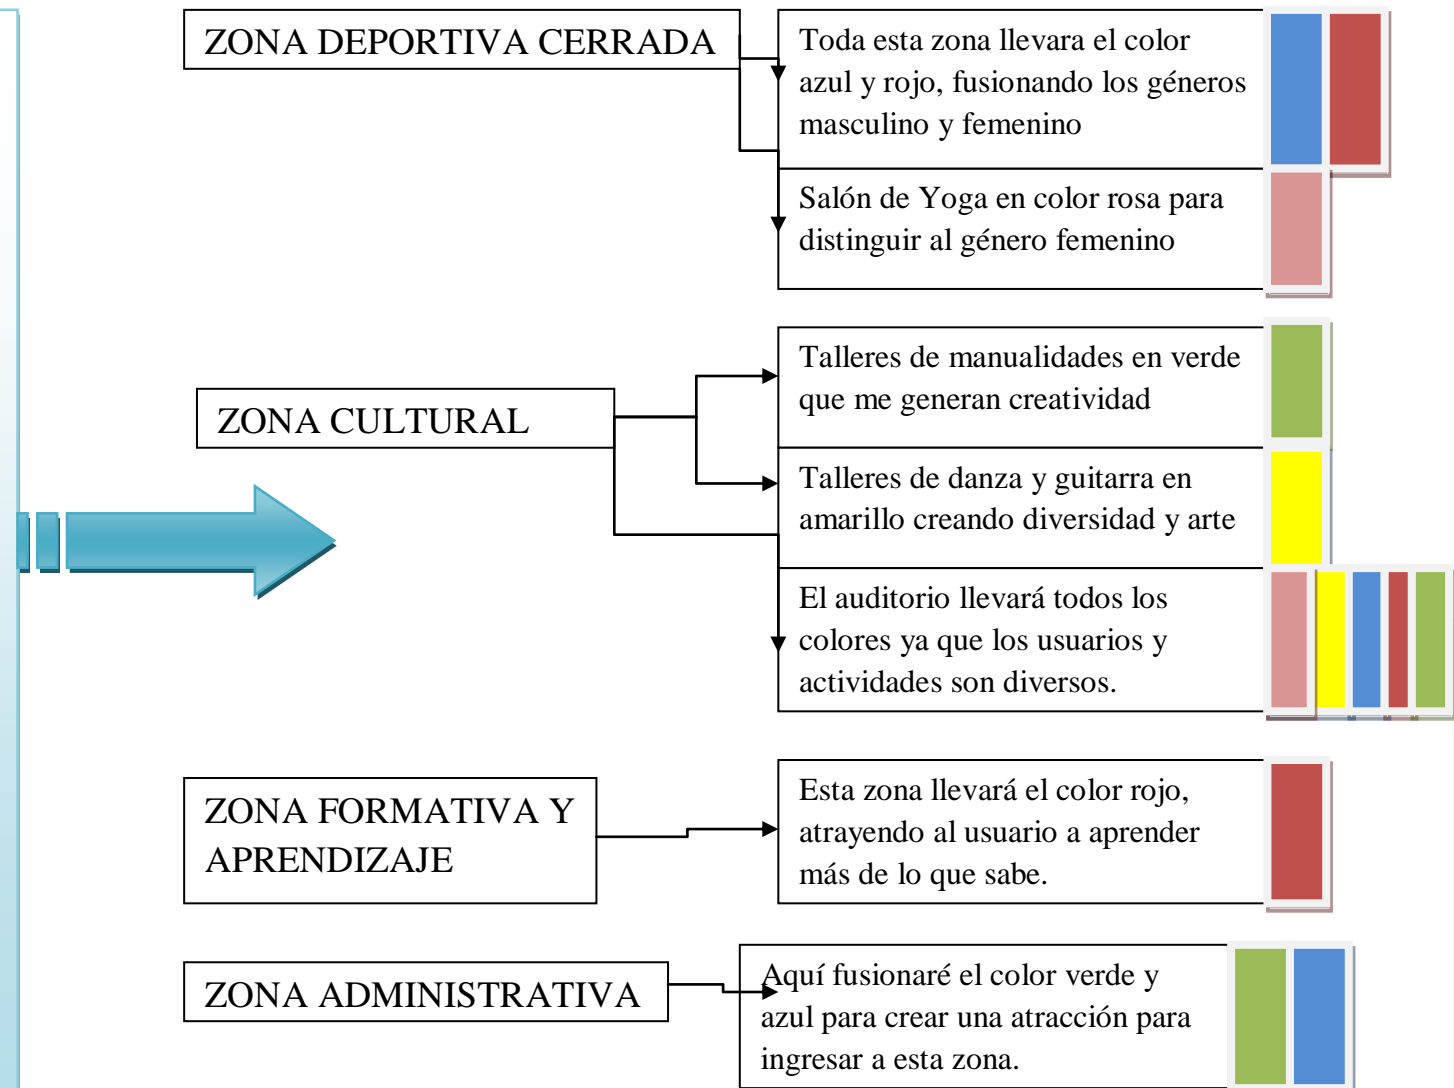 ZONA DEPORTIVA CERRADA
Toda esta zona llevara el color
azul y rojo, fusionando los géneros
masculino y femenino
Salón de Yoga en color rosa para
distinguir al género femenino
ZONA CULTURAL
Talleres de manualidades en verde
que me generan creatividad
Talleres de danza y guitarra en
amarillo creando diversidad y arte
El auditorio llevará todos los
colores ya que los usuarios y
actividades son diversos.
ZONA FORMATIVA Y
APRENDIZAJE
Esta zona llevará el color rojo,
atrayendo al usuario a aprender
más de lo que sabe.
ZONA ADMINISTRATIVA
Aquí fusionaré el color verde y
azul para crear una atracción para
ingresar a esta zona.